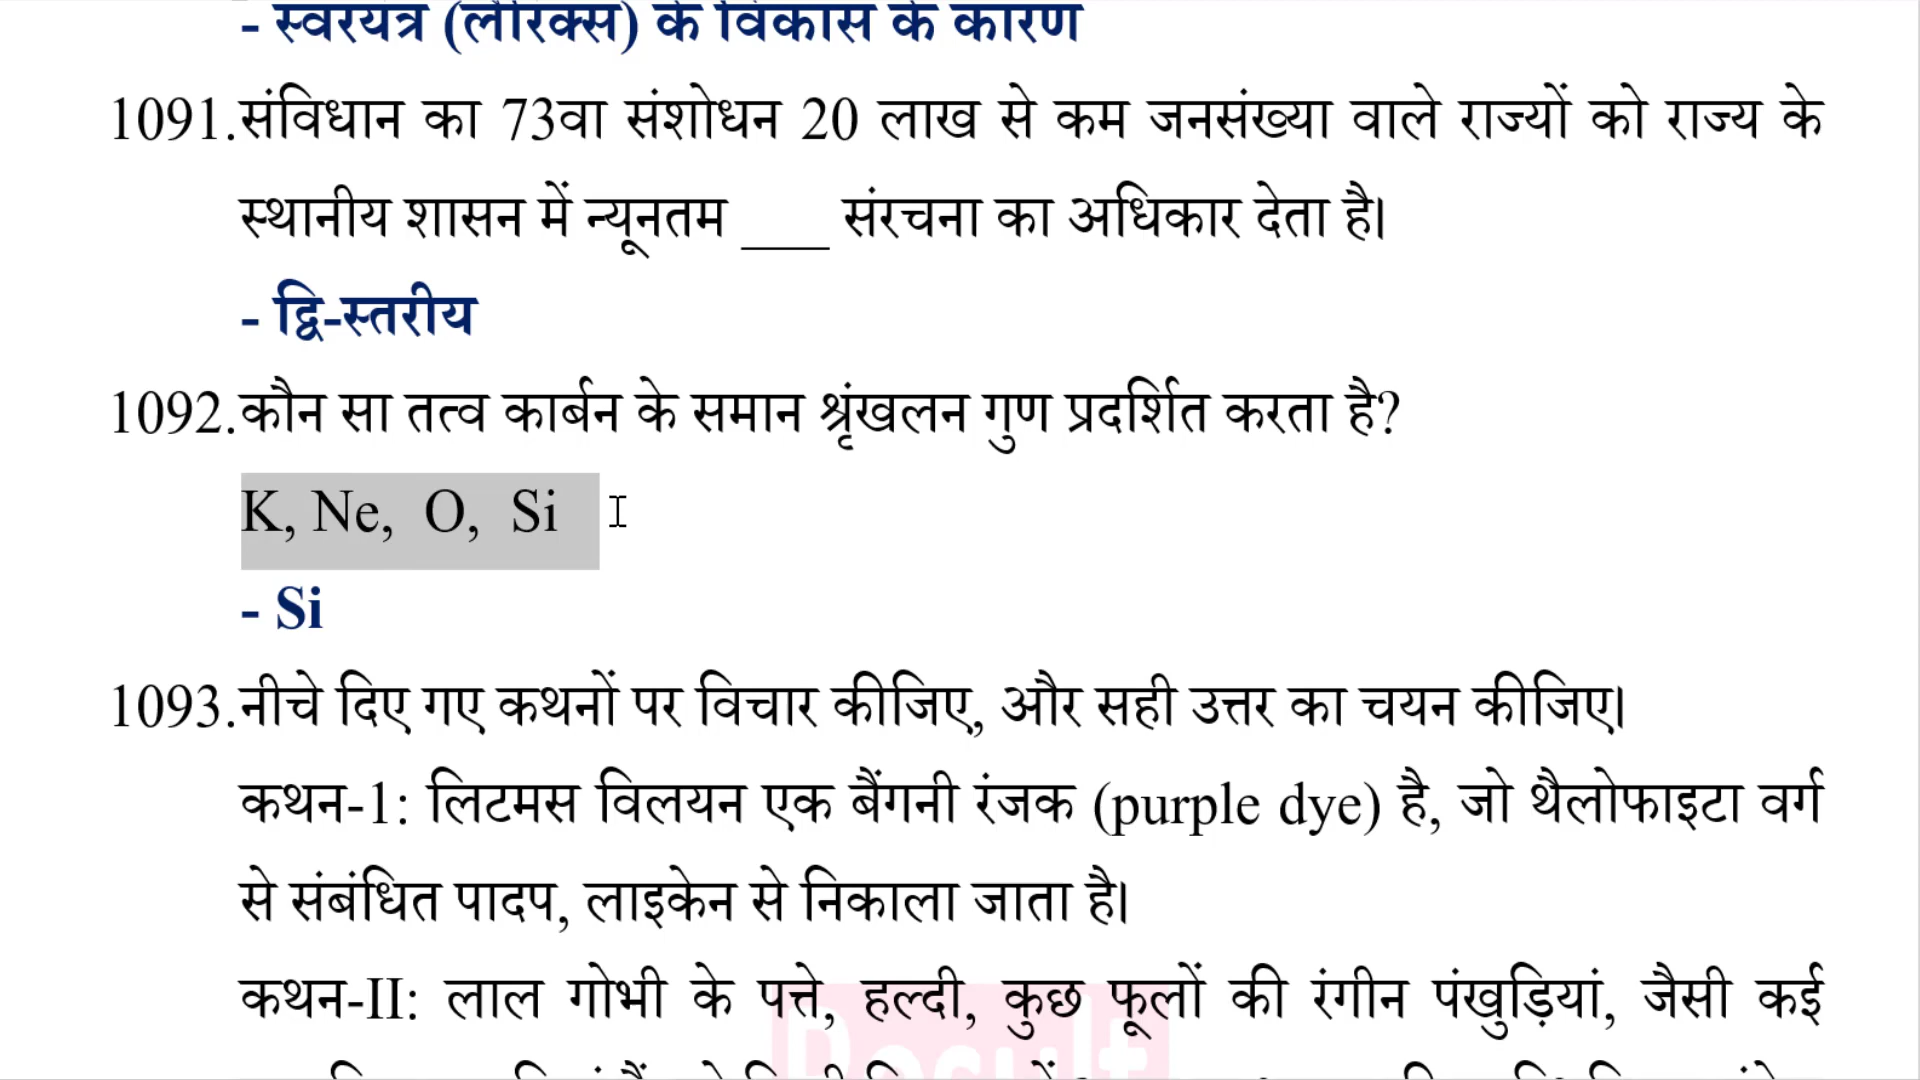 - स्वरयंत्र (लैरिंक्स) के विकास के कारण
1091.संविधान का 73वा संशोधन 20 लाख से कम जनसंख्या वाले राज्यों को राज्य के
स्थानीय शासन में न्यूनतम ___ संरचना का अधिकार देता है।
- द्वि-स्तरीय
1092.कौन सा तत्व कार्बन के समान श्रृंखलन गुण प्रदर्शित करता है?
K, Ne, O, Si
- Si
1093.नीचे दिए गए कथनों पर विचार कीजिए, और सही उत्तर का चयन कीजिए।
कथन-1: लिटमस विलयन एक बैंगनी रंजक (purple dye) है, जो थैलोफाइटा वर्ग
से संबंधित पादप, लाइकेन से निकाला जाता है।
कथन-II: लाल गोभी के पत्ते, हल्दी, कुछ फूलों की रंगीन पंखुड़ियां, जैसी कई